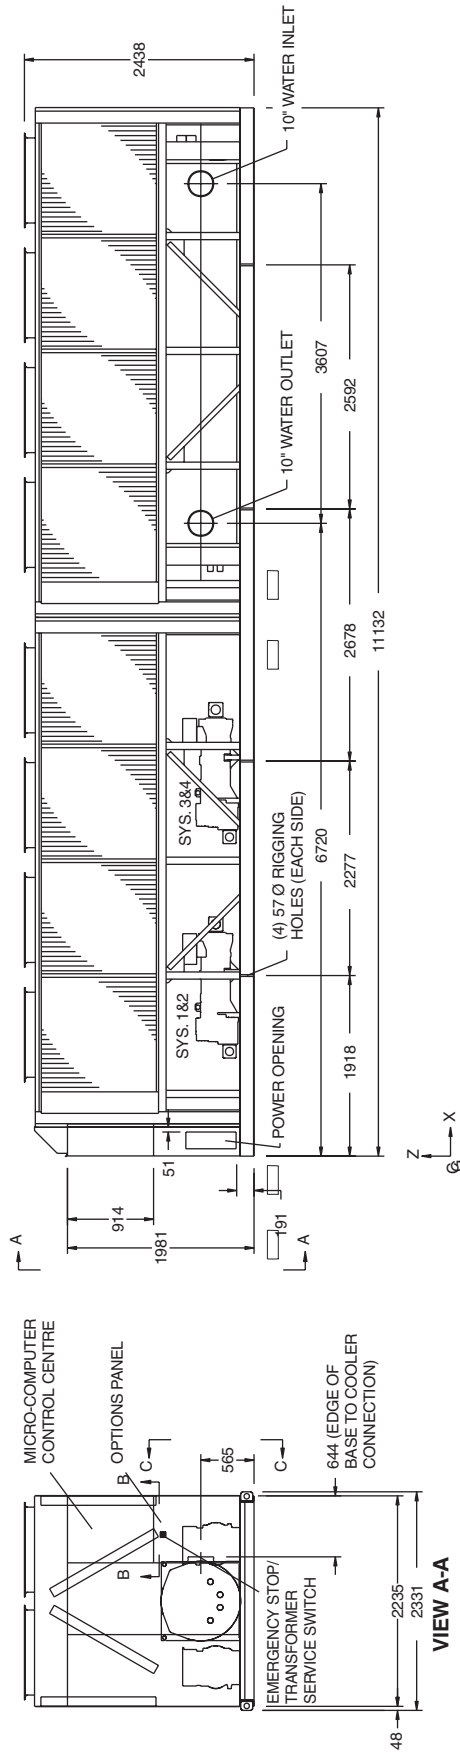 MICRO-COMPUTER
CONTROL CENTRE
OPTIONS PANEL
B
B
C
C
565
EMERGENCY STOP/
TRANSFORMER
SERVICE SWITCH
644 (EDGE OF
BASE TO COOLER
CONNECTION)
48
2235
2331
VIEW A-A
A
A
914
1981
51
191
POWER OPENING
SYS. 1&2
SYS. 3&4
(4) 57 Ø RIGGING
HOLES (EACH SIDE)
10" WATER OUTLET
10" WATER INLET
2438
3607
6720
1918
2277
2678
2592
11132
Z
X